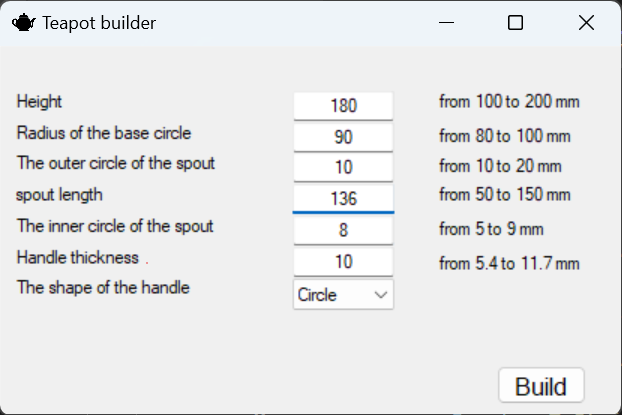 Teapot builder
Height 180 from 100 to 200 mm
Radius of the base circle 90 from 80 to 100 mm
The outer circle of the spout 10 from 10 to 20 mm
spout length 136 from 50 to 150 mm
The inner circle of the spout 8 from 5 to 9 mm
Handle thickness . 10 from 5.4 to 11.7 mm
The shape of the handle Circle
Build